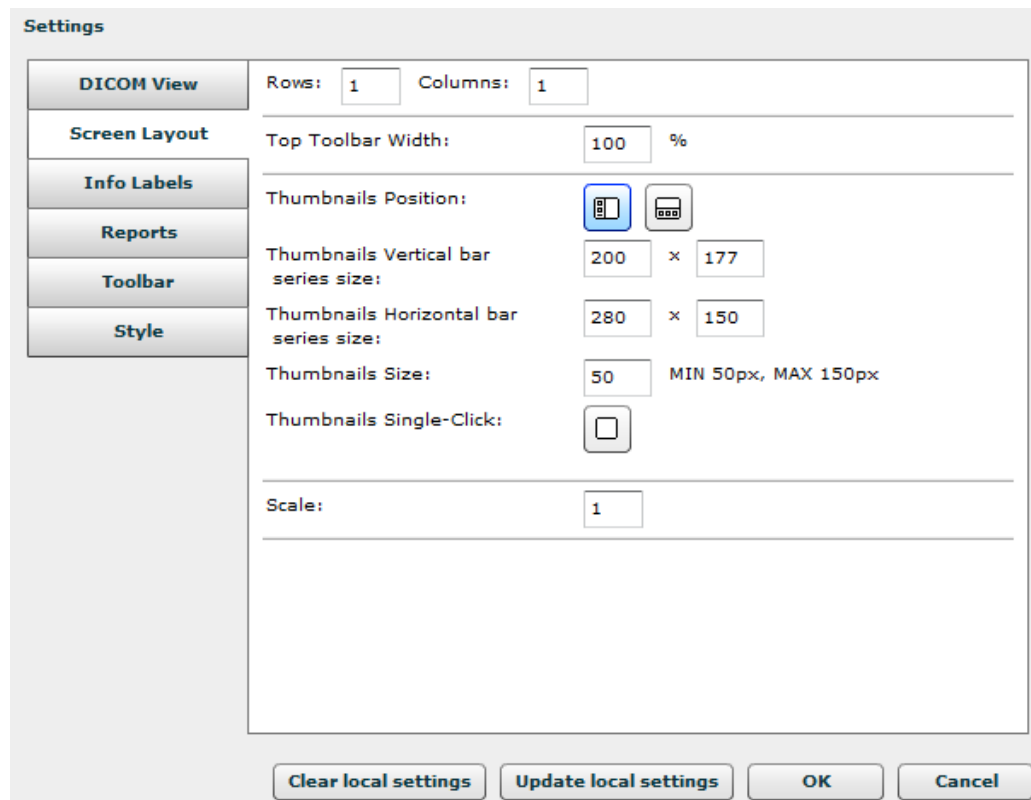 Settings
DICOM View
Screen Layout
Info Labels
Reports
Toolbar
Style
Rows: 1 Columns: 1
Top Toolbar Width: 100 %
Thumbnails Position:
Thumbnails Vertical bar
series size: 200 × 177
Thumbnails Horizontal bar
series size: 280 × 150
Thumbnails Size: 50 MIN 50px, MAX 150px
Thumbnails Single-Click:
Scale: 1
Clear local settings Update local settings OK Cancel